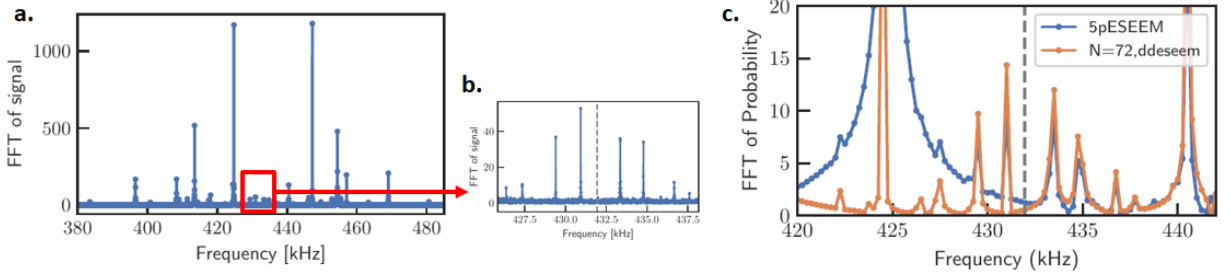 a.
FFT of signal
1000
500
0
380
400
420
440
460
480
Frequency [kHz]
b.
FFT of signal
40
20
0
427.5
430.0
432.5
435.0
437.5
Frequency [kHz]
c.
FFT of Probability
20
15
10
5
0
5pESEEM
N=72,ddeseem
420
425
430
435
440
Frequency (kHz)